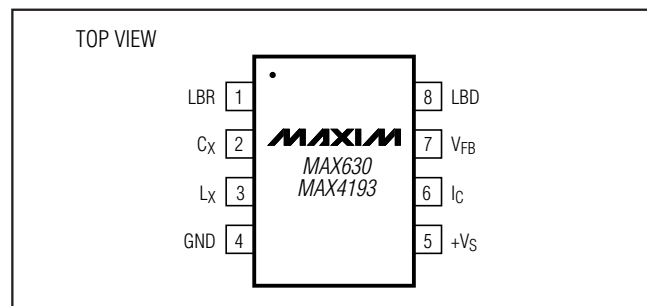 TOP VIEW
LBR 1 8 LBD
MAXIM
CX 2 7 VFB
MAX630
MAX4193
LX 3 6 IC
GND 4 5 +VS